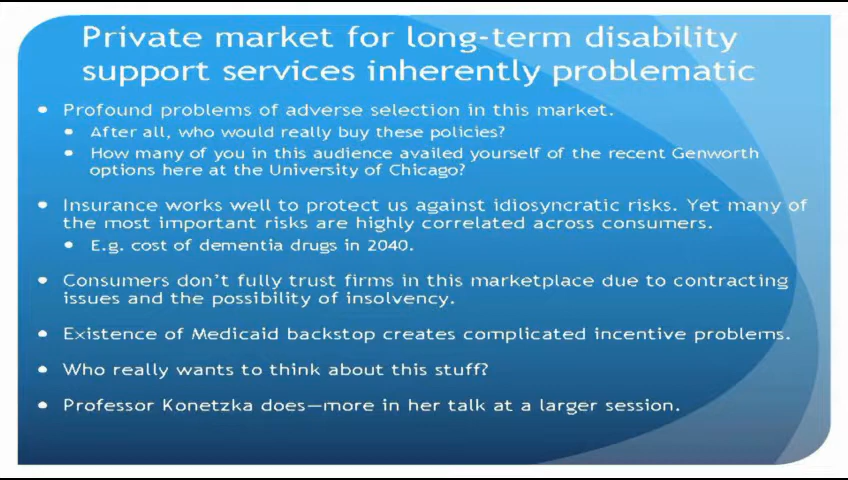 Private market for long-term disability
support services inherently problematic
Profound problems of adverse selection in this market.
After all, who would really buy these policies?
How many of you in this audience availed yourself of the recent Genworth
options here at the University of Chicago?
Insurance works well to protect us against idiosyncratic risks. Yet many of
the most important risks are highly correlated across consumers.
E.g. cost of dementia drugs in 2040.
Consumers don't fully trust firms in this marketplace due to contracting
issues and the possibility of insolvency.
Existence of Medicaid backstop creates complicated incentive problems.
Who really wants to think about this stuff?
Professor Konetzka does—more in her talk at a larger session.